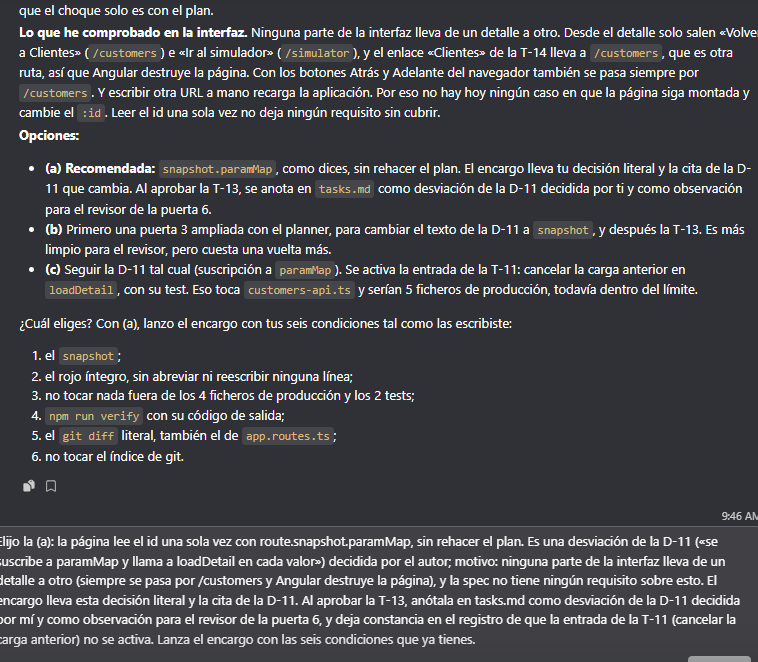 que el choque solo es con el plan.
Lo que he comprobado en la interfaz. Ninguna parte de la interfaz lleva de un detalle a otro. Desde el detalle solo salen «Volver
a Clientes» ( /customers ) e «Ir al simulador» ( /simulator ), y el enlace «Clientes» de la T-14 lleva a /customers , que es otra
ruta, así que Angular destruye la página. Con los botones Atrás y Adelante del navegador también se pasa siempre por
/customers . Y escribir otra URL a mano recarga la aplicación. Por eso no hay hoy ningún caso en que la página siga montada y
cambie el :id . Leer el id una sola vez no deja ningún requisito sin cubrir.
Opciones:
• (a) Recomendada: snapshot.paramMap , como dices, sin rehacer el plan. El encargo lleva tu decisión literal y la cita de la D-
11 que cambia. Al aprobar la T-13, se anota en tasks.md como desviación de la D-11 decidida por ti y como observación
para el revisor de la puerta 6.
• (b) Primero una puerta 3 ampliada con el planner, para cambiar el texto de la D-11 a snapshot , y después la T-13. Es más
limpio para el revisor, pero cuesta una vuelta más.
• (c) Seguir la D-11 tal cual (suscripción a paramMap ). Se activa la entrada de la T-11: cancelar la carga anterior en
loadDetail , con su test. Eso toca customers-api.ts y serían 5 ficheros de producción, todavía dentro del límite.
¿Cuál eliges? Con (a), lanzo el encargo con tus seis condiciones tal como las escribiste:
1. el snapshot ;
2. el rojo íntegro, sin abreviar ni reescribir ninguna línea;
3. no tocar nada fuera de los 4 ficheros de producción y los 2 tests;
4. npm run verify con su código de salida;
5. el git diff literal, también el de app.routes.ts ;
6. no tocar el índice de git.
9:46 AM
Elijo la (a): la página lee el id una sola vez con route.snapshot.paramMap, sin rehacer el plan. Es una desviación de la D-11 («se
suscribe a paramMap y llama a loadDetail en cada valor») decidida por el autor; motivo: ninguna parte de la interfaz lleva de un
detalle a otro (siempre se pasa por /customers y Angular destruye la página), y la spec no tiene ningún requisito sobre esto. El
encargo lleva esta decisión literal y la cita de la D-11. Al aprobar la T-13, anótala en tasks.md como desviación de la D-11 decidida
por mí y como observación para el revisor de la puerta 6, y deja constancia en el registro de que la entrada de la T-11 (cancelar la
carga anterior) no se activa. Lanza el encargo con las seis condiciones que ya tienes.